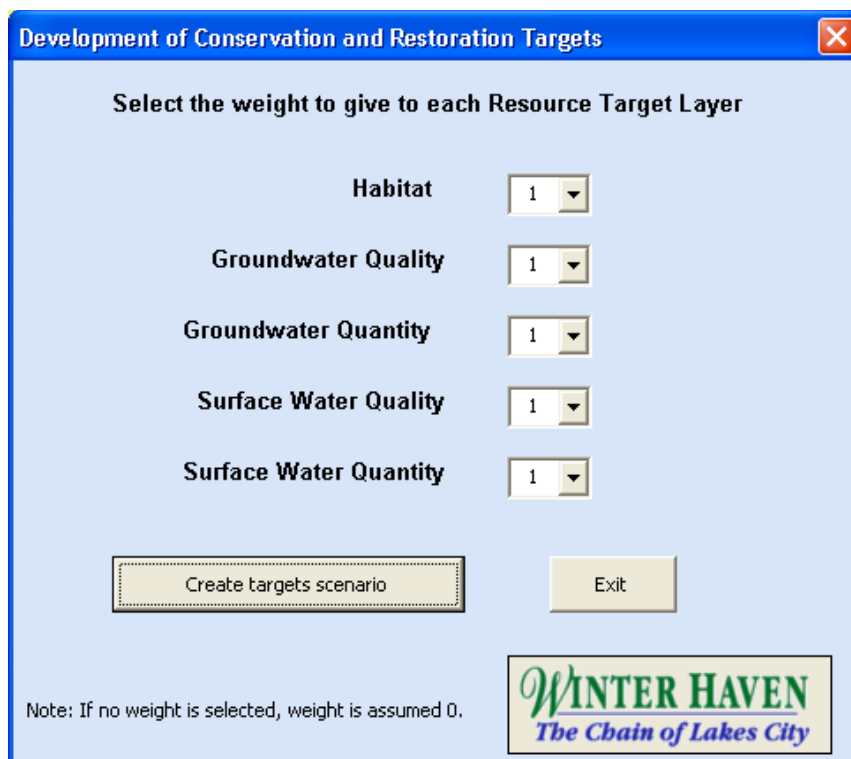 Development of Conservation and Restoration Targets
Select the weight to give to each Resource Target Layer
Habitat 1
Groundwater Quality 1
Groundwater Quantity 1
Surface Water Quality 1
Surface Water Quantity 1
Create targets scenario Exit
Note: If no weight is selected, weight is assumed 0.
WINTER HAVEN
The Chain of Lakes City